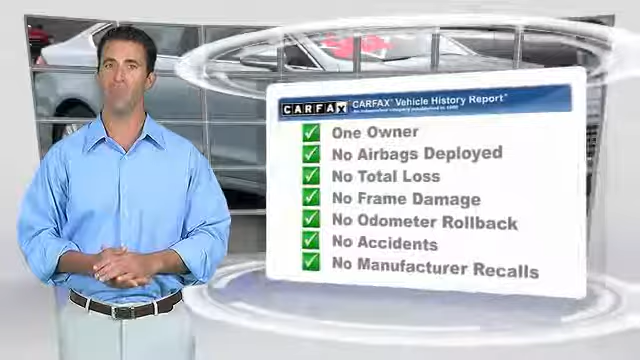 CARFAX
CARFAX Vehicle History Report™
One Owner
No Airbags Deployed
No Total Loss
No Frame Damage
No Odometer Rollback
No Accidents
No Manufacturer Recalls